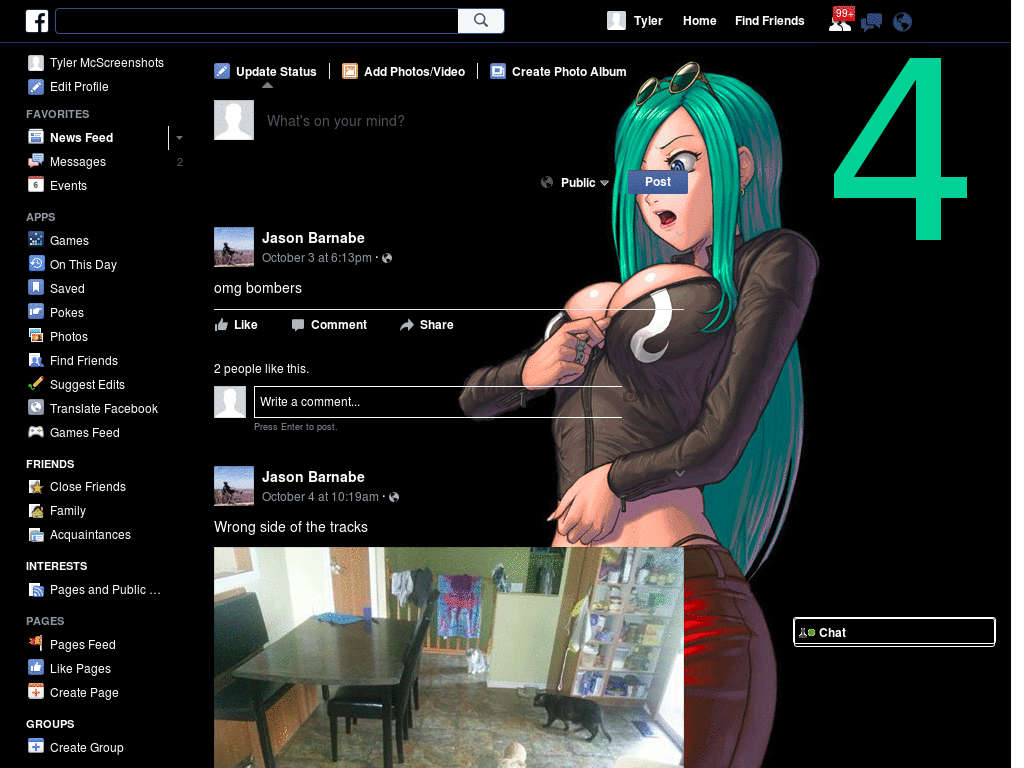 f
Tyler
Home
Find Friends
99+
Tyler McScreenshots
Edit Profile
FAVORITES
News Feed
Messages
2
6
Events
APPS
Games
On This Day
Saved
Pokes
Photos
Find Friends
Suggest Edits
Translate Facebook
Games Feed
FRIENDS
Close Friends
Family
Acquaintances
INTERESTS
Pages and Public ...
PAGES
Pages Feed
Like Pages
Create Page
GROUPS
Create Group
Update Status
Add Photos/Video
Create Photo Album
What's on your mind?
Public
Post
Jason Barnabe
October 3 at 6:13pm ·
omg bombers
Like
Comment
Share
2 people like this.
Write a comment...
Press Enter to post.
Jason Barnabe
October 4 at 10:19am ·
Wrong side of the tracks
4
?
Chat